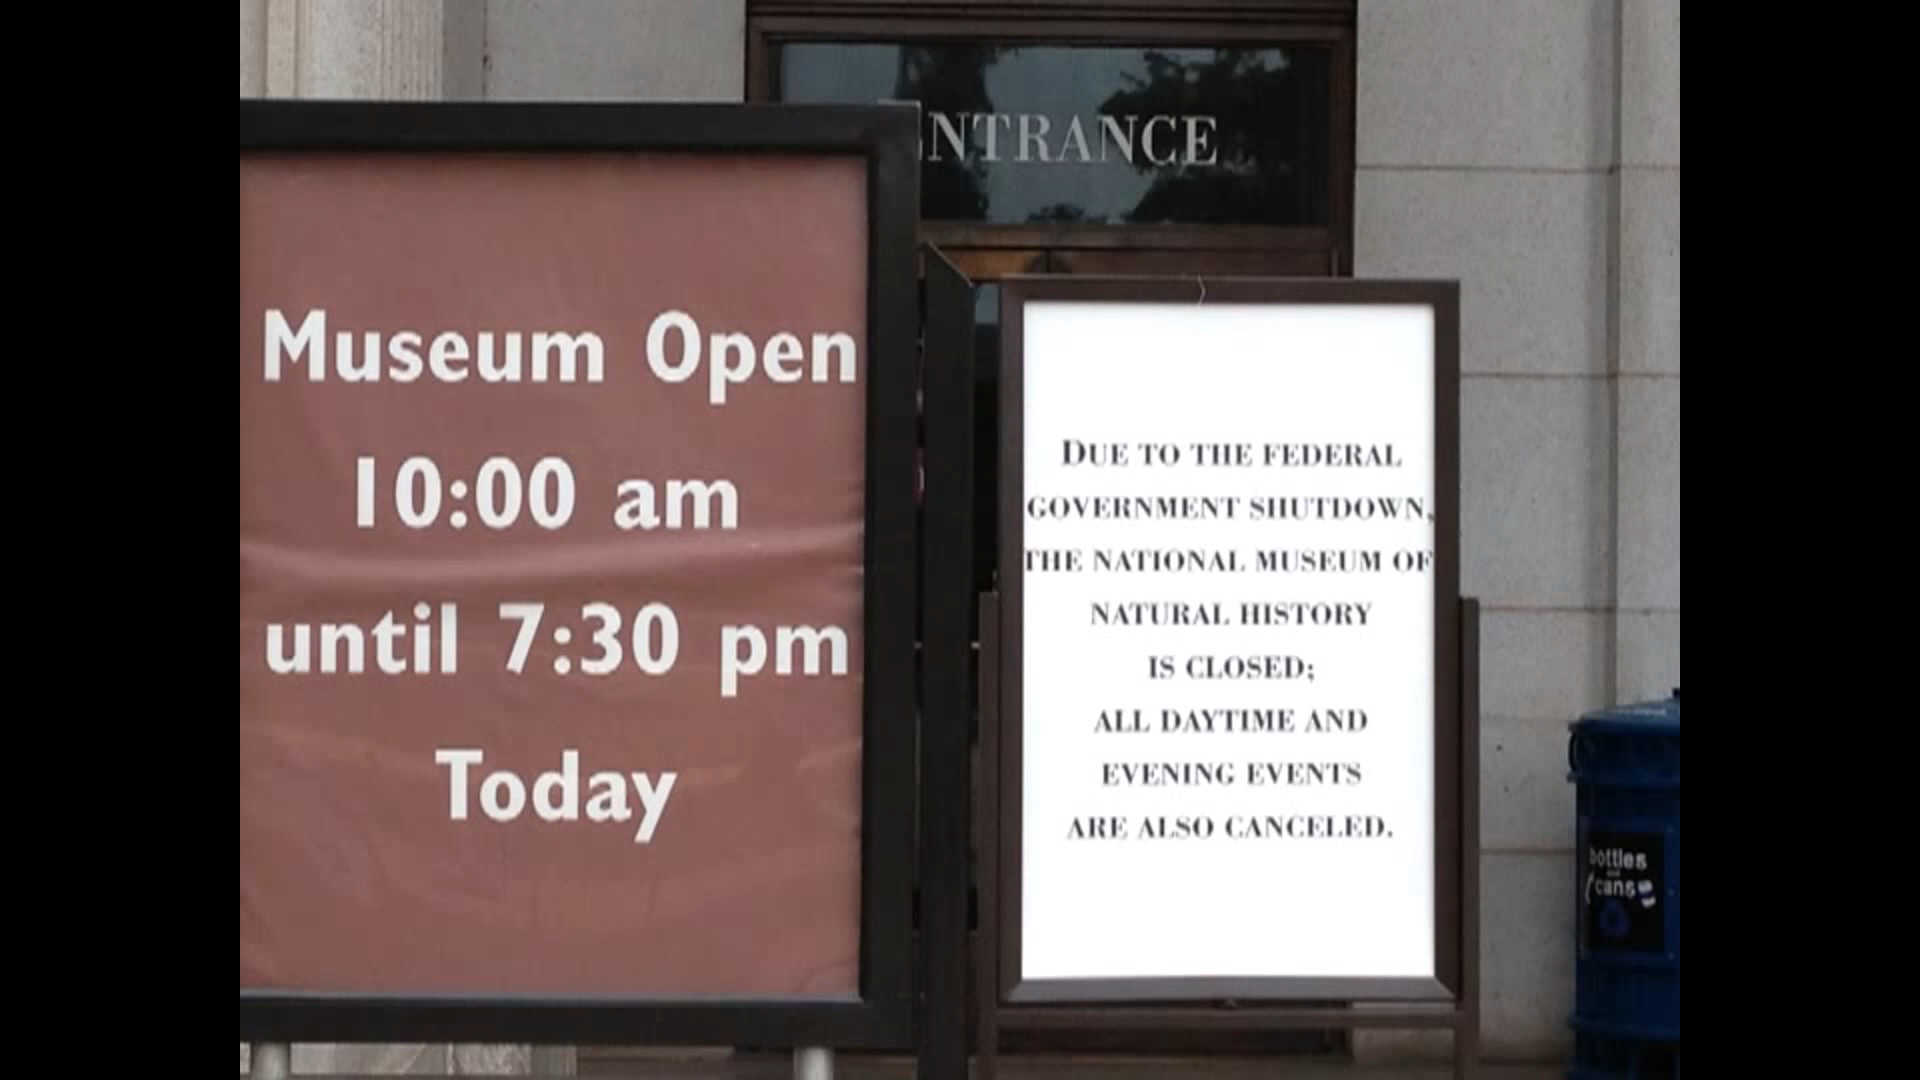 ENTRANCE
Museum Open
10:00 am
until 7:30 pm
Today
DUE TO THE FEDERAL
GOVERNMENT SHUTDOWN,
THE NATIONAL MUSEUM OF
NATURAL HISTORY
IS CLOSED;
ALL DAYTIME AND
EVENING EVENTS
ARE ALSO CANCELED.
bottles
cans